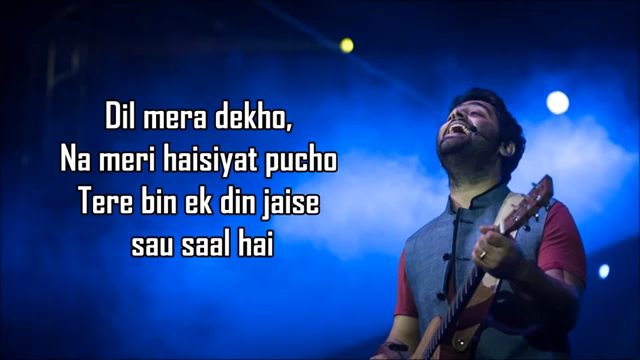 Dil mera dekho,
Na meri haisiyat pucho
Tere bin ek din jaise
sau saal hai